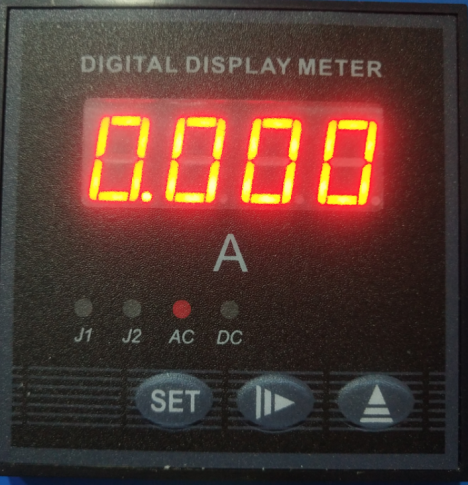 DIGITAL DISPLAY METER
0.000
A
J1 J2 AC DC
SET